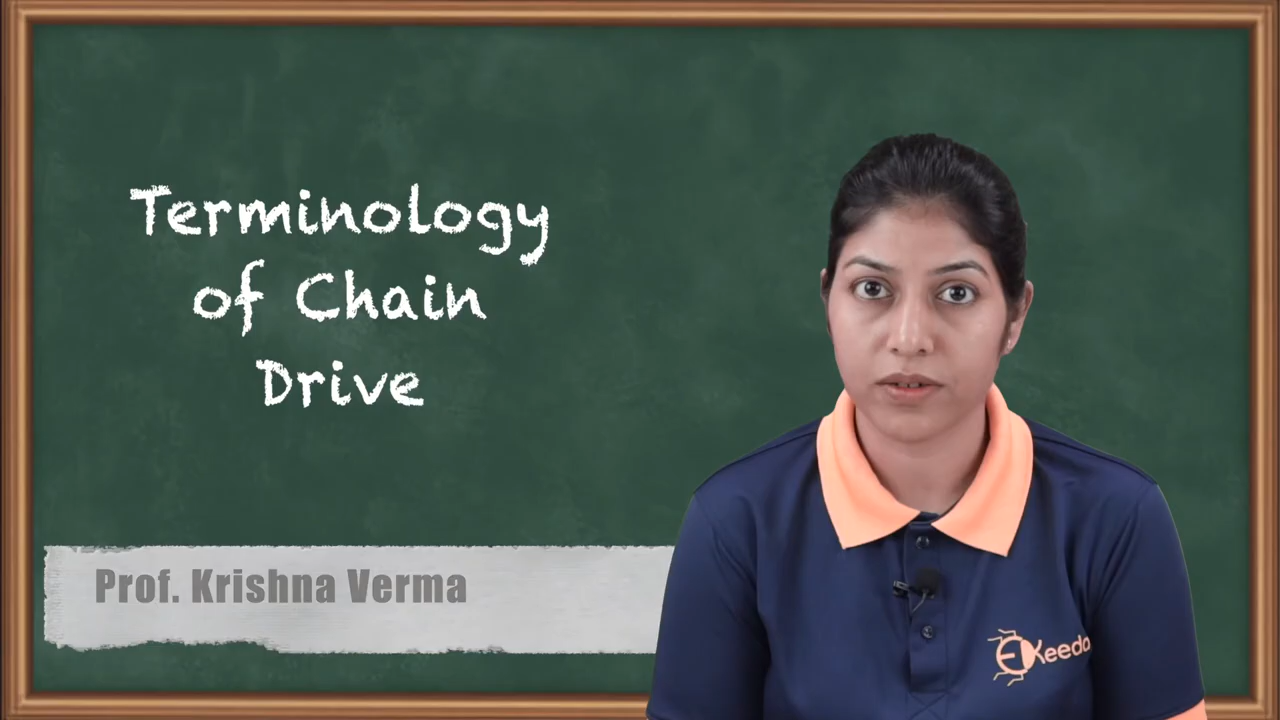 Terminology
of Chain
Drive
Prof. Krishna Verma
EKeeda